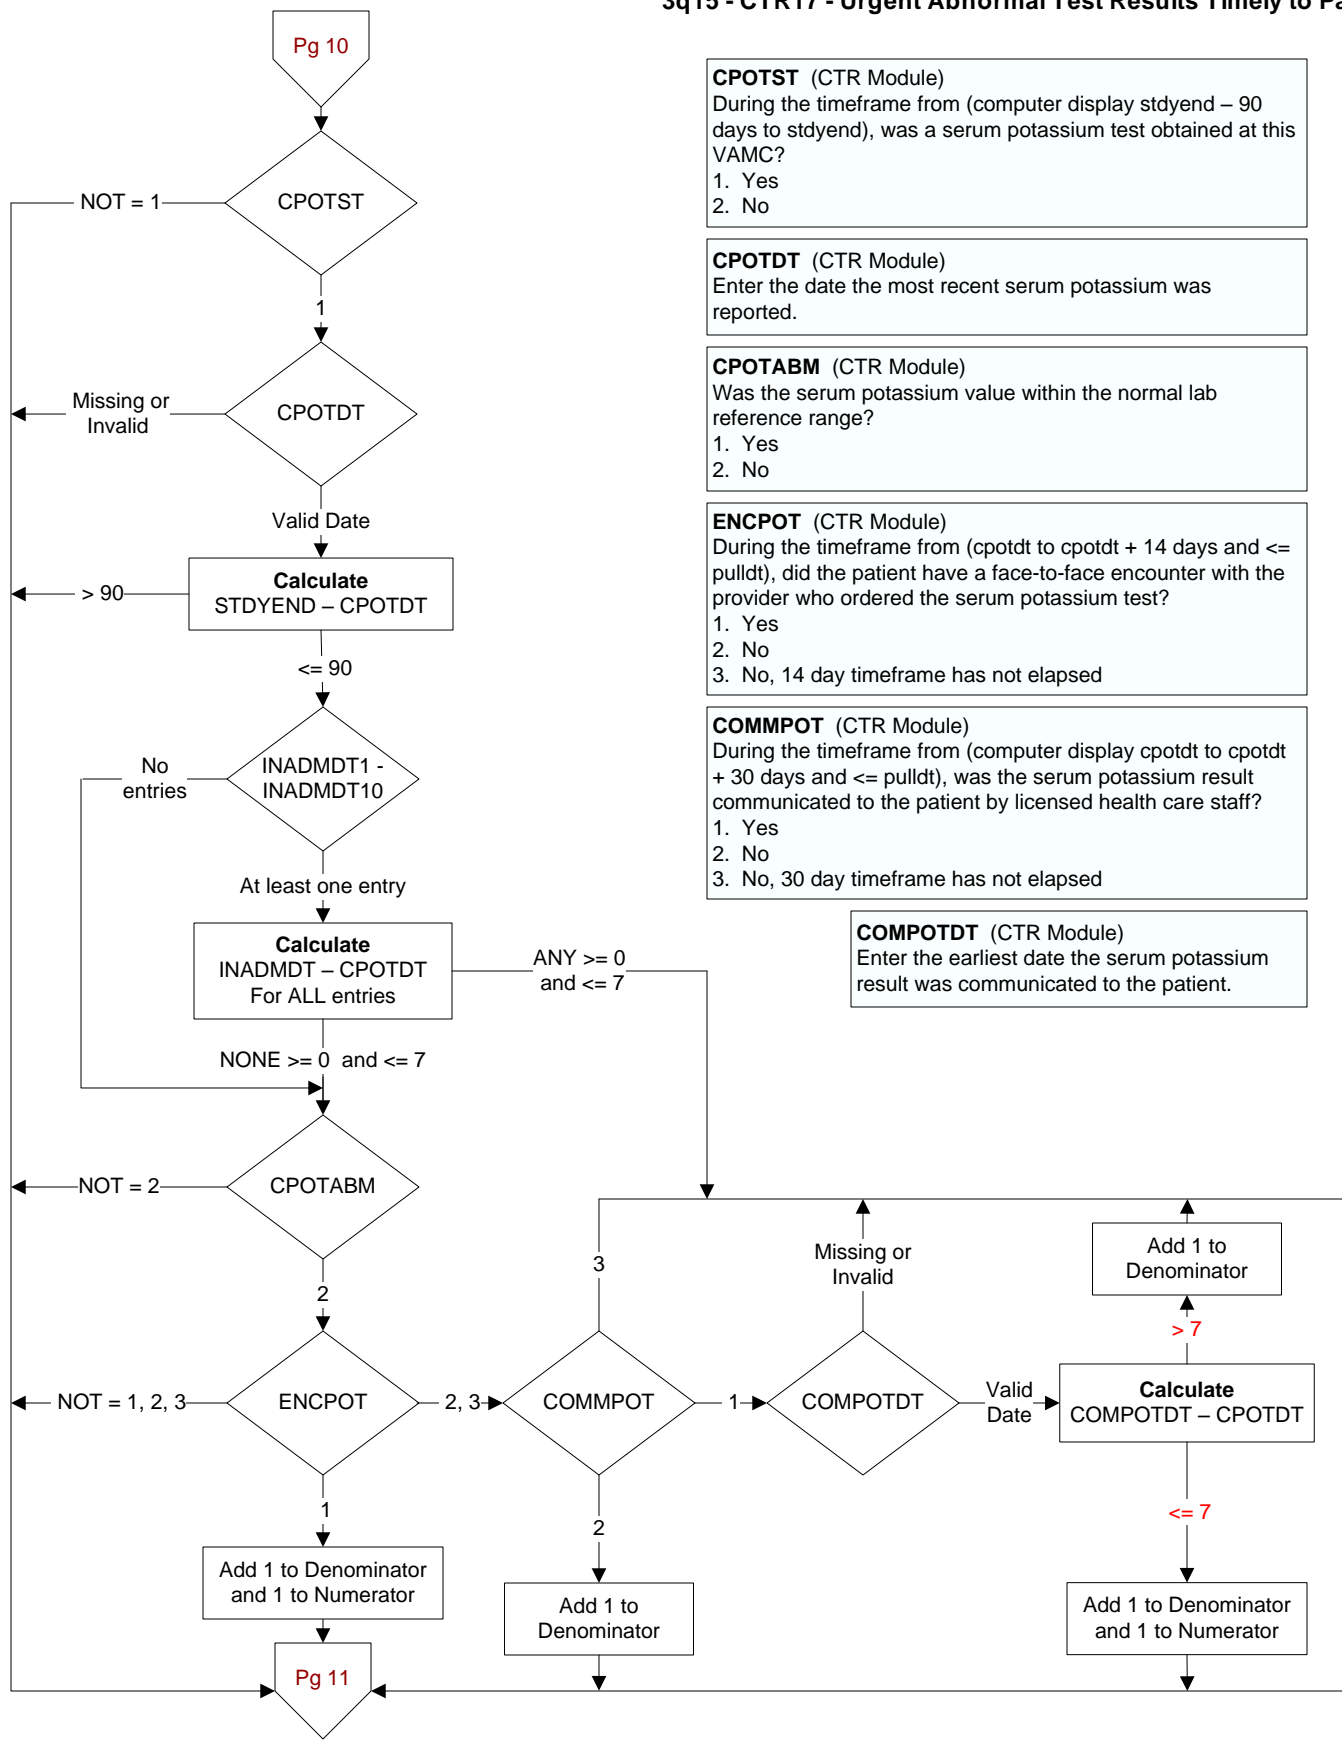 3q15 - CTR17 - Urgent Abnormal Test Results Timely to Pa
Pg 10
CPOTST (CTR Module)
During the timeframe from (computer display stdyend – 90
days to stdyend), was a serum potassium test obtained at this
VAMC?
1. Yes
2. No
NOT = 1
CPOTST
1
CPOTDT (CTR Module)
Enter the date the most recent serum potassium was
reported.
Missing or
Invalid
CPOTDT
Valid Date
CPOTABM (CTR Module)
Was the serum potassium value within the normal lab
reference range?
1. Yes
2. No
> 90
Calculate
STDYEND – CPOTDT
<= 90
ENCPOT (CTR Module)
During the timeframe from (cpotdt to cpotdt + 14 days and <=
pulldt), did the patient have a face-to-face encounter with the
provider who ordered the serum potassium test?
1. Yes
2. No
3. No, 14 day timeframe has not elapsed
No
entries
INADMDT1 -
INADMDT10
At least one entry
COMMPOT (CTR Module)
During the timeframe from (computer display cpotdt to cpotdt
+ 30 days and <= pulldt), was the serum potassium result
communicated to the patient by licensed health care staff?
1. Yes
2. No
3. No, 30 day timeframe has not elapsed
Calculate
INADMDT – CPOTDT
For ALL entries
ANY >= 0
and <= 7
COMPOTDT (CTR Module)
Enter the earliest date the serum potassium
result was communicated to the patient.
NONE >= 0 and <= 7
NOT = 2
CPOTABM
2
3
Missing or
Invalid
Add 1 to
Denominator
> 7
NOT = 1, 2, 3
ENCPOT
2, 3
COMMPOT
1
COMPOTDT
Valid
Date
Calculate
COMPOTDT – CPOTDT
1
2
<= 7
Add 1 to Denominator
and 1 to Numerator
Add 1 to
Denominator
Add 1 to Denominator
and 1 to Numerator
Pg 11